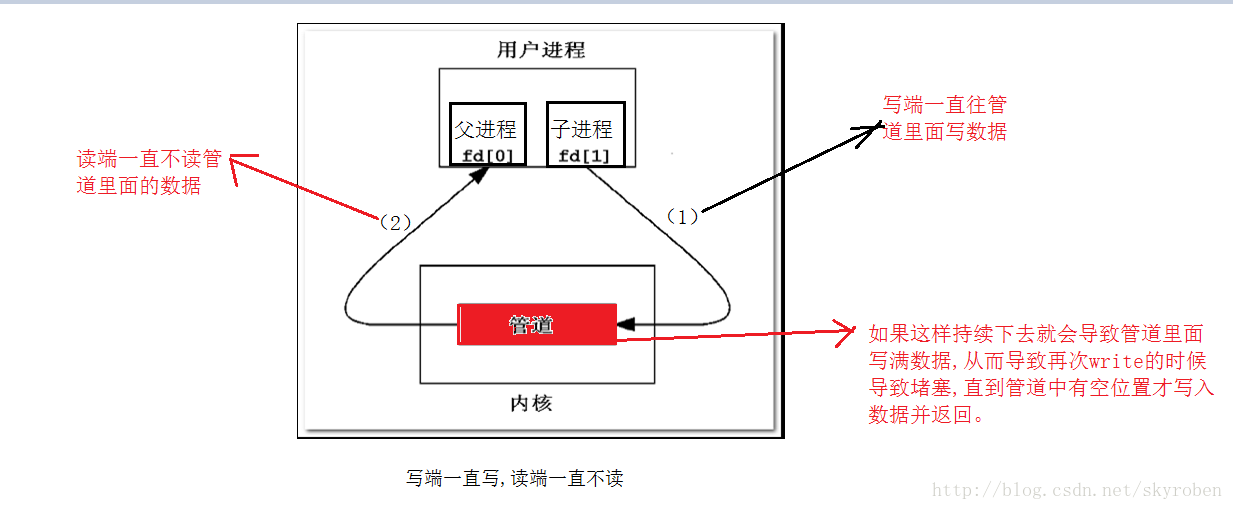 用户进程
父进程
fd[0]
子进程
fd[1]
写端一直往管
道里面写数据
读端一直不读管
道里面的数据
(2)
(1)
管道
如果这样持续下去就会导致管道里面
写满数据,从而导致再次write的时候
导致堵塞,直到管道中有空位置才写入
数据并返回。
内核
写端一直写,读端一直不读
http://blog.csdn.net/skyroben